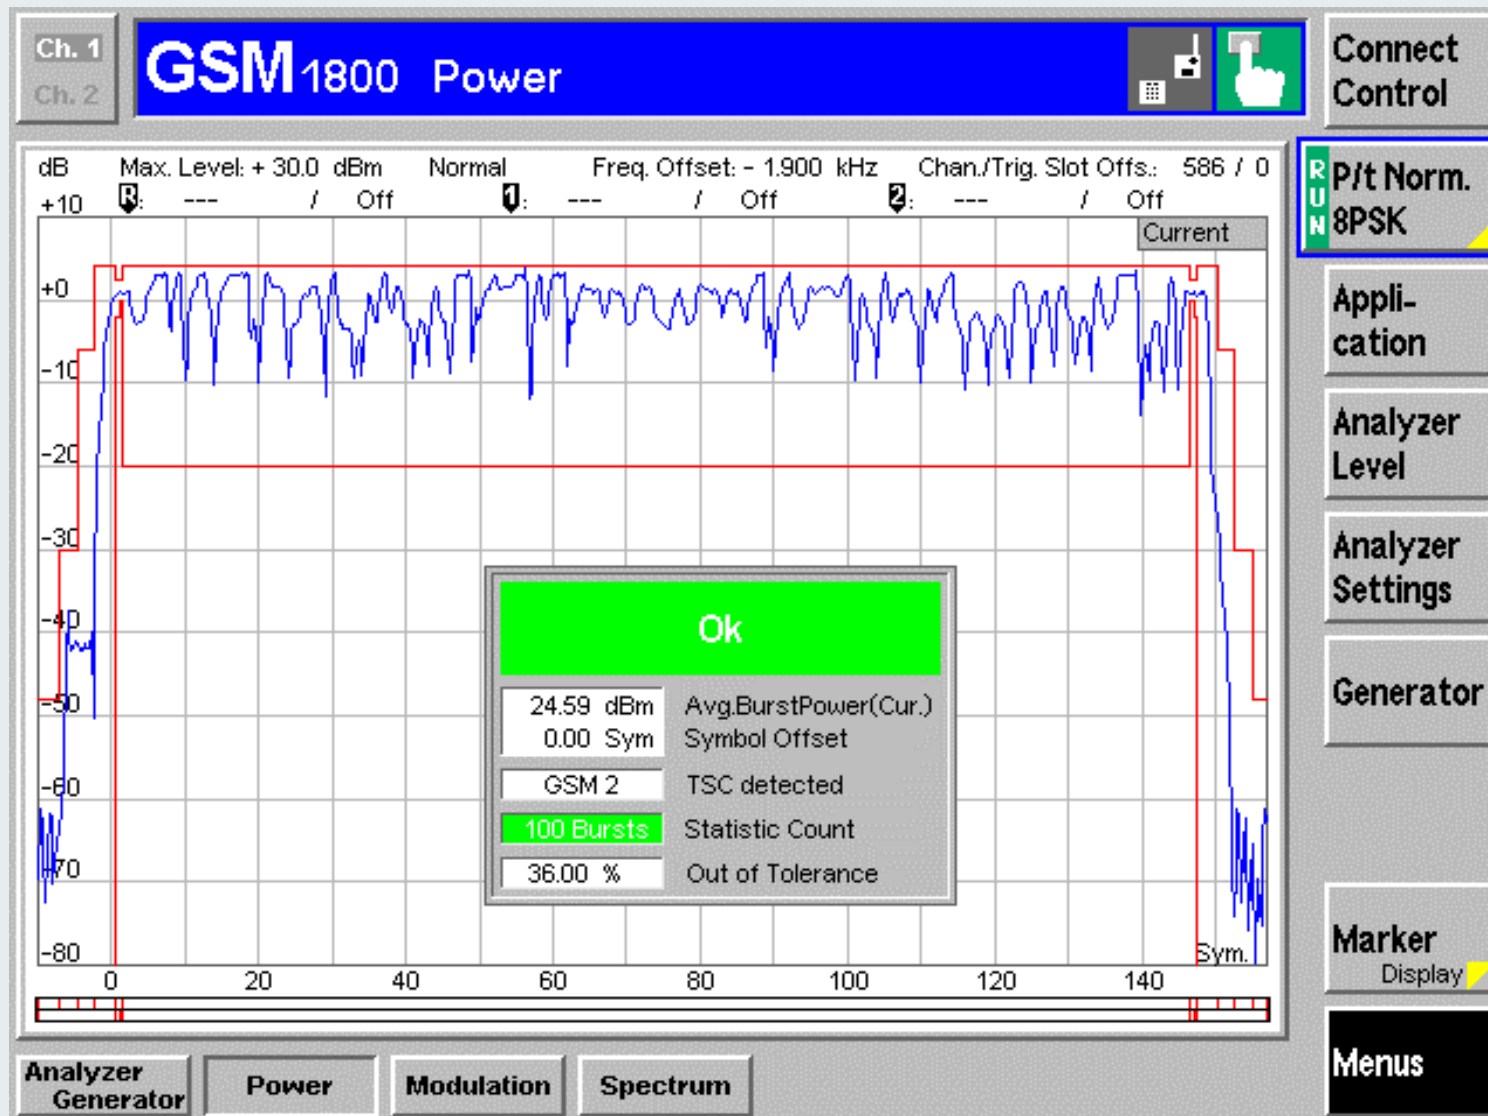 Ch. 1
Ch. 2
GSM 1800 Power
Connect
Control
dB Max. Level: + 30.0 dBm Normal Freq. Offset: - 1.900 kHz Chan./Trig. Slot Offs.: 586 / 0
R: --- / Off 1: --- / Off 2: --- / Off
+10
Current
+0
-10
-20
-30
-40
-50
-60
-70
-80
Ok
24.59 dBm Avg.BurstPower(Cur.)
0.00 Sym Symbol Offset
GSM 2 TSC detected
100 Bursts Statistic Count
36.00 % Out of Tolerance
Sym.
0 20 40 60 80 100 120 140
RUN
P/t Norm.
8PSK
Appli-
cation
Analyzer
Level
Analyzer
Settings
Generator
Marker
Display
Menus
Analyzer
Generator
Power
Modulation
Spectrum